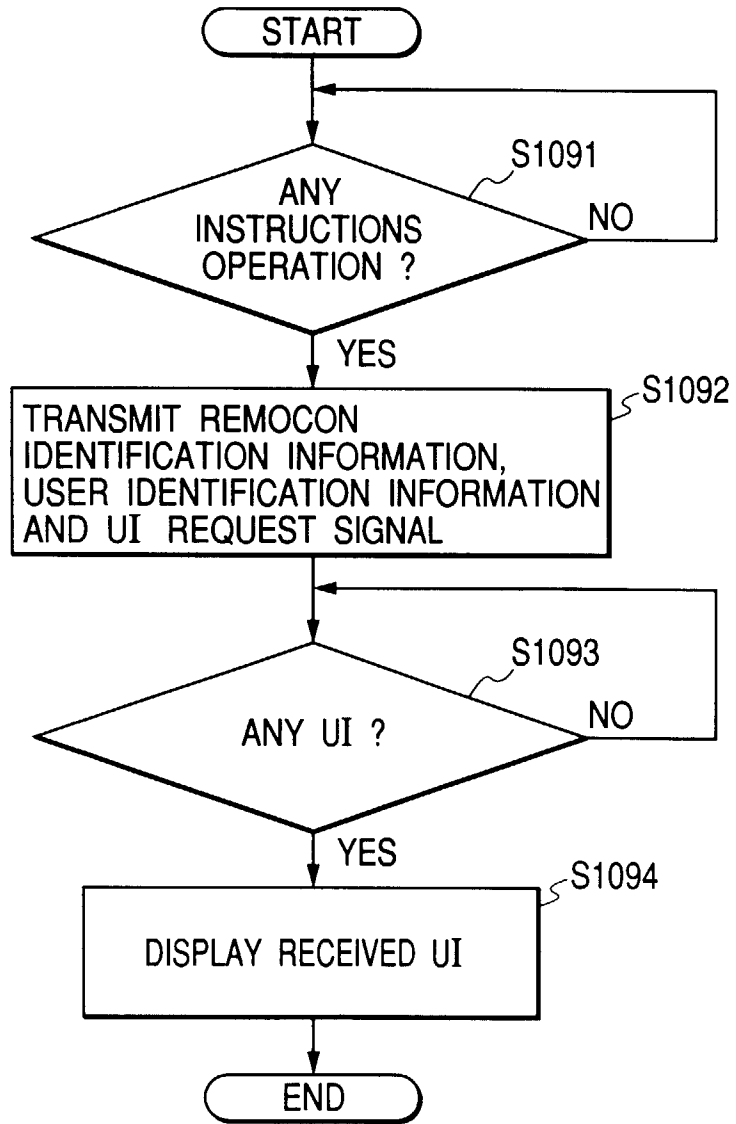 START
S1091
ANY
INSTRUCTIONS
OPERATION ?
NO
YES
S1092
TRANSMIT REMOCON
IDENTIFICATION INFORMATION,
USER IDENTIFICATION INFORMATION
AND UI REQUEST SIGNAL
S1093
ANY UI ?
NO
YES
S1094
DISPLAY RECEIVED UI
END